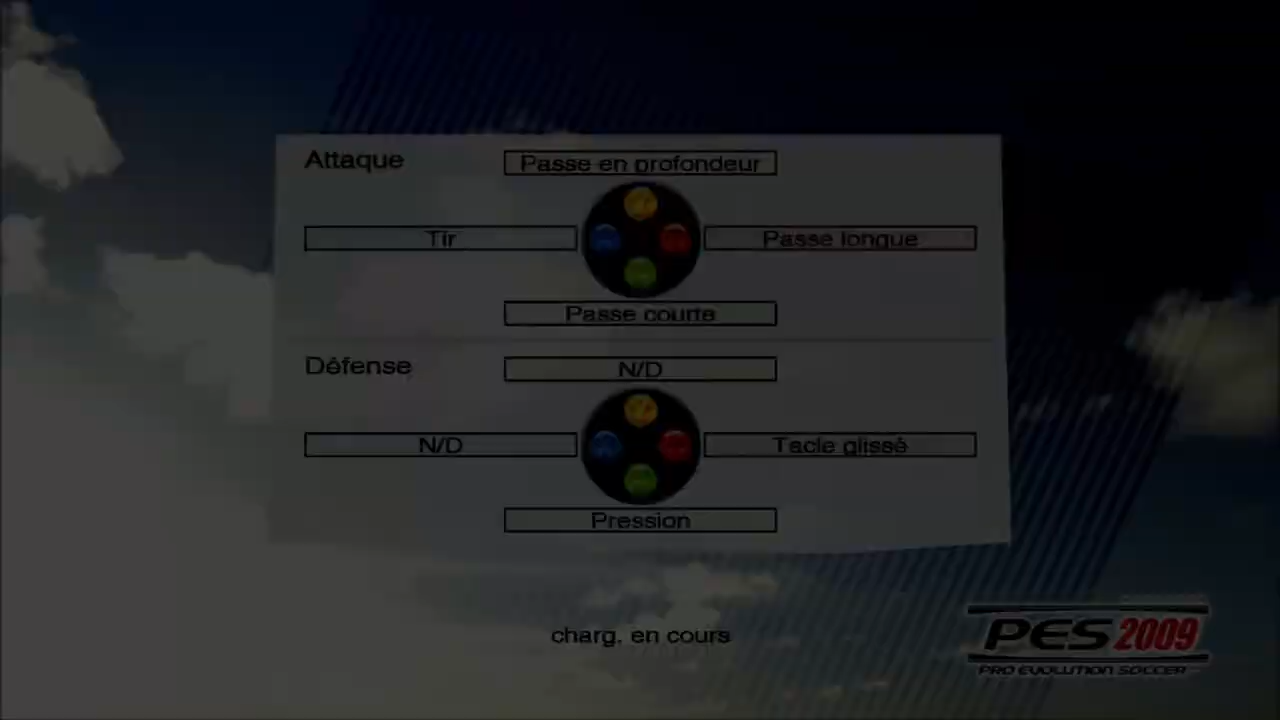 Attaque
Passe en profondeur
Tir
Passe longue
Passe courte
Défense
N/D
N/D
Tacle glissé
Pression
charg. en cours
PES 2009
PRO EVOLUTION SOCCER